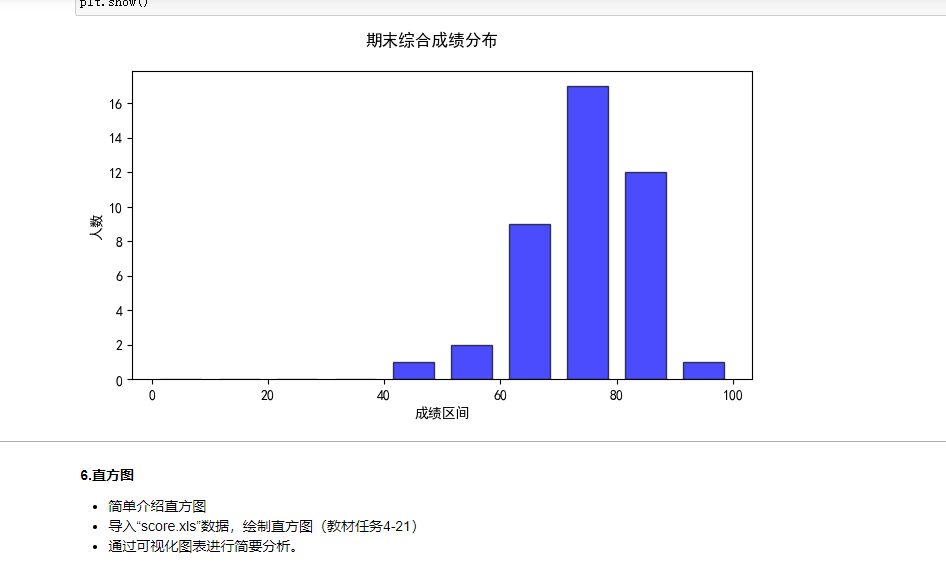 plt.show()
期末综合成绩分布
16
14
12
10
8
6
4
2
0
人数
0 20 40 60 80 100
成绩区间
6.直方图
简单介绍直方图
导入“score.xls”数据，绘制直方图（教材任务4-21）
通过可视化图表进行简要分析。